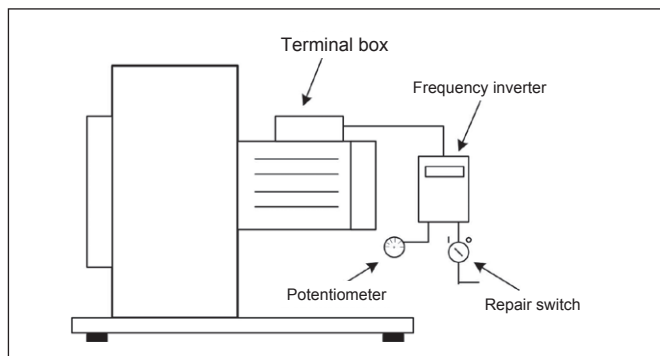 Terminal box
Frequency inverter
I O
Potentiometer
Repair switch